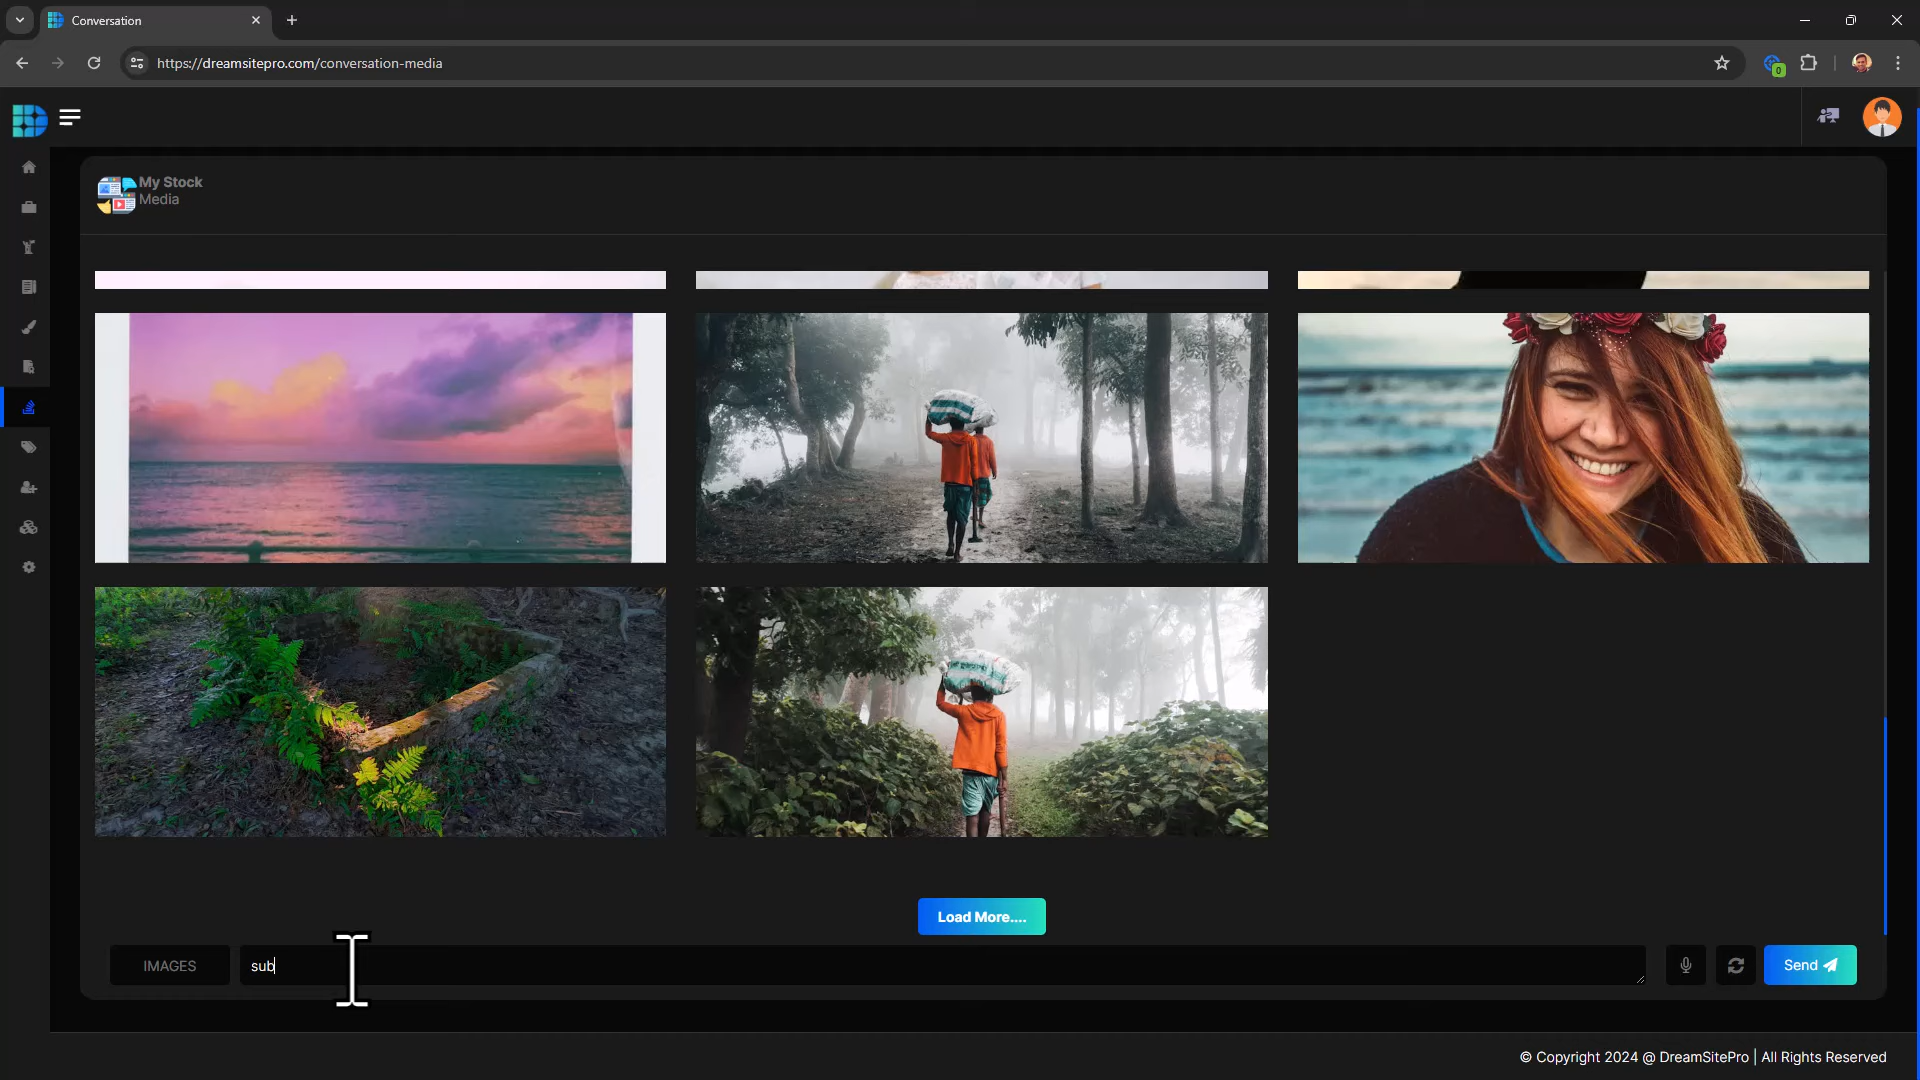 Conversation
https://dreamsitepro.com/conversation-media
0
My Stock
Media
Load More....
IMAGES
sub
Send
© Copyright 2024 @ DreamSitePro | All Rights Reserved